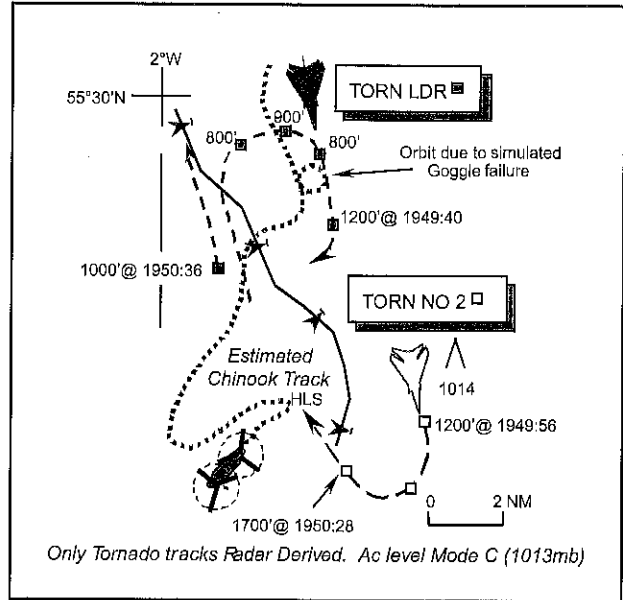 2°W
55°30'N
TORN LDR
900'
800'
800'
Orbit due to simulated
Goggle failure
1200'@ 1949:40
1000'@ 1950:36
TORN NO 2
Estimated
Chinook Track
HLS
1014
1200'@ 1949:56
0 2 NM
1700'@ 1950:28
Only Tornado tracks Radar Derived. Ac level Mode C (1013mb)